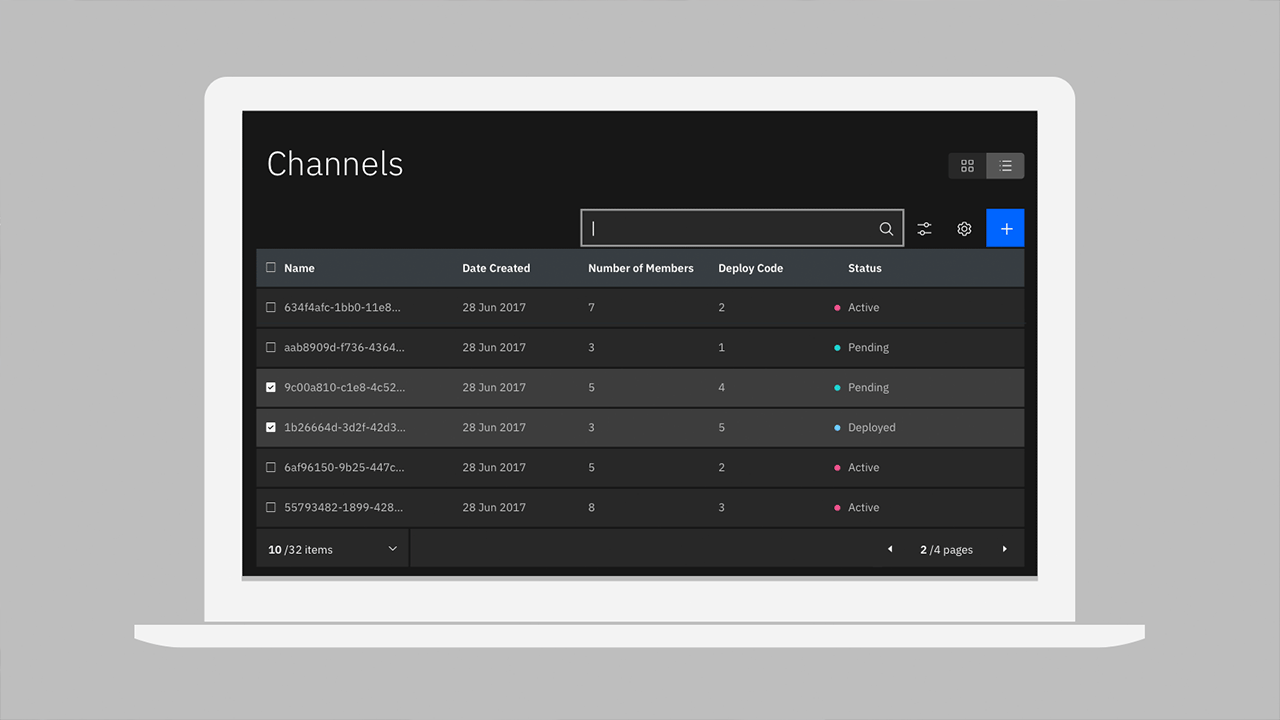 Channels
Name Date Created Number of Members Deploy Code Status
634f4afc-1bb0-11e8... 28 Jun 2017 7 2 Active
aab8909d-f736-4364... 28 Jun 2017 3 1 Pending
9c00a810-c1e8-4c52... 28 Jun 2017 5 4 Pending
1b26664d-3d2f-42d3... 28 Jun 2017 3 5 Deployed
6af96150-9b25-447c... 28 Jun 2017 5 2 Active
55793482-1899-428... 28 Jun 2017 8 3 Active
10 /32 items 2 /4 pages